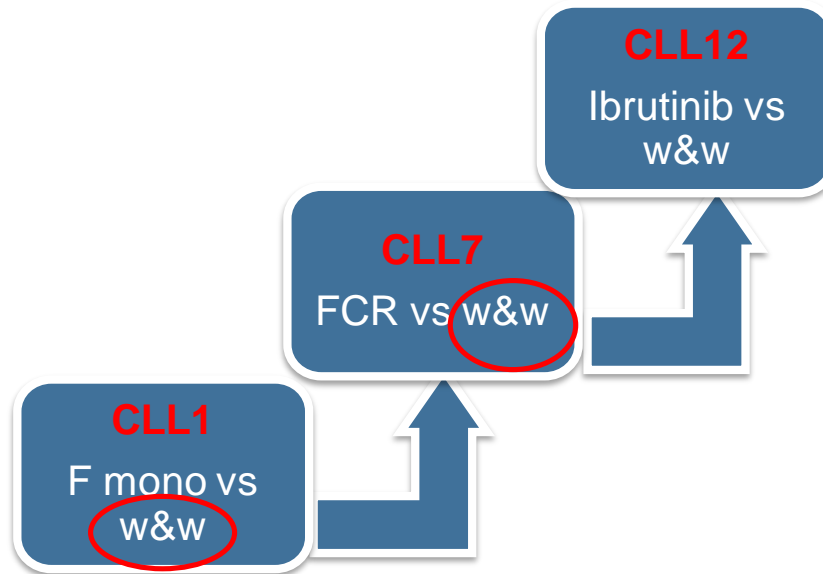 CLL12
Ibrutinib vs
w&w
CLL7
FCR vs w&w
CLL1
F mono vs
w&w